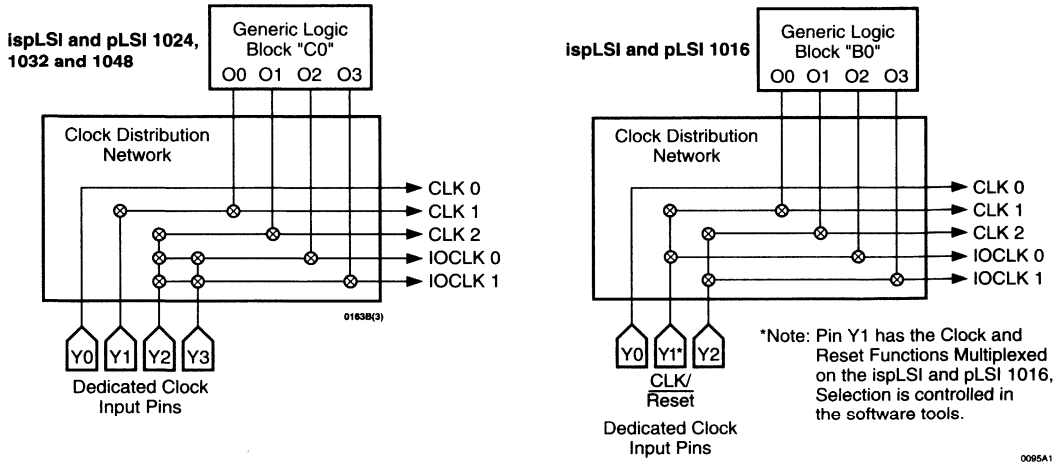 ispLSI and pLSI 1024,
1032 and 1048
Generic Logic
Block "C0"
O0 O1 O2 O3
Clock Distribution
Network
CLK 0
CLK 1
CLK 2
IOCLK 0
IOCLK 1
0163B(3)
Y0 Y1 Y2 Y3
Dedicated Clock
Input Pins
ispLSI and pLSI 1016
Generic Logic
Block "B0"
O0 O1 O2 O3
Clock Distribution
Network
CLK 0
CLK 1
CLK 2
IOCLK 0
IOCLK 1
Y0 Y1* Y2
CLK/
Reset
Dedicated Clock
Input Pins
*Note: Pin Y1 has the Clock and
Reset Functions Multiplexed
on the ispLSI and pLSI 1016,
Selection is controlled in
the software tools.
0095A1